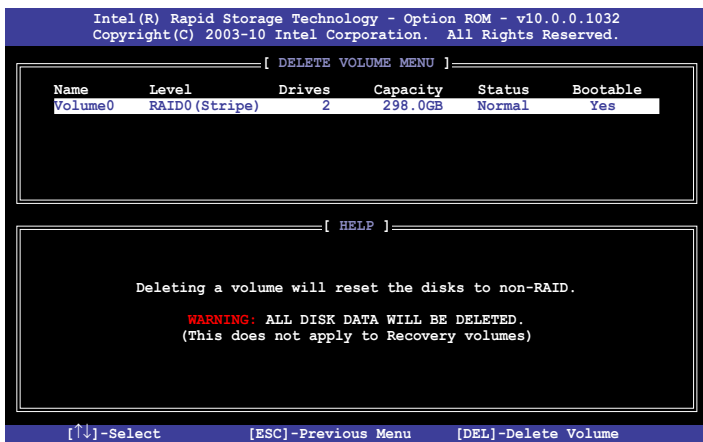 Intel(R) Rapid Storage Technology - Option ROM - v10.0.0.1032
Copyright(C) 2003-10 Intel Corporation. All Rights Reserved.
[ DELETE VOLUME MENU ]
Name Level Drives Capacity Status Bootable
Volume0 RAID0(Stripe) 2 298.0GB Normal Yes
[ HELP ]
Deleting a volume will reset the disks to non-RAID.
WARNING: ALL DISK DATA WILL BE DELETED.
(This does not apply to Recovery volumes)
[↑↓]-Select [ESC]-Previous Menu [DEL]-Delete Volume